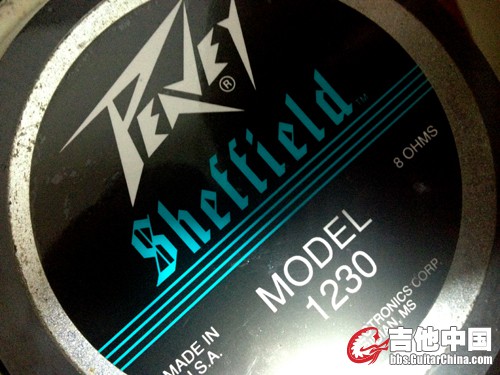 PEAVEY ®
Sheffield ™
8 OHMS
MODEL
1230
MADE IN
U.S.A.
TRONICS CORP.
AN, MS
吉他中国
bbs.GuitarChina.com